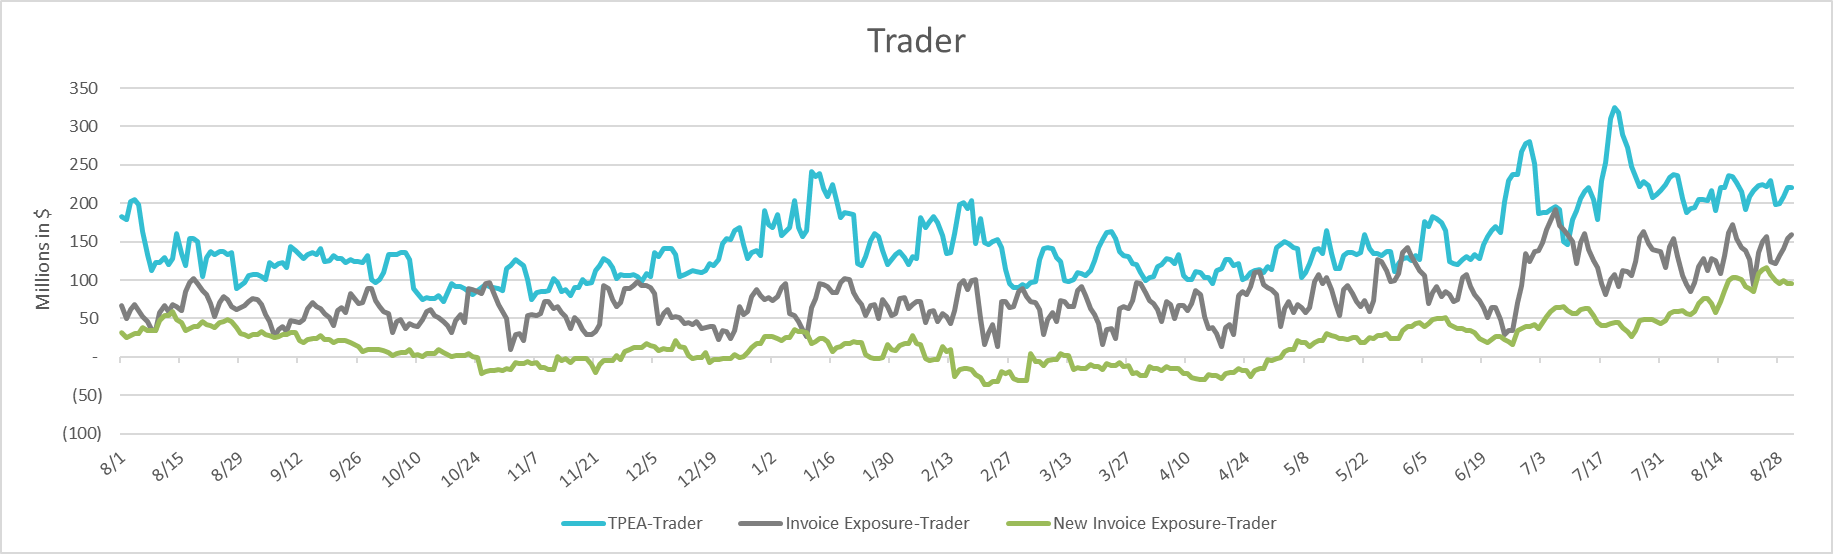 Trader
Millions in $
350
300
250
200
150
100
50
-
(50)
(100)
8/1 8/15 8/29 9/12 9/26 10/10 10/24 11/7 11/21 12/5 12/19 1/2 1/16 1/30 2/13 2/27 3/13 3/27 4/10 4/24 5/8 5/22 6/5 6/19 7/3 7/17 7/31 8/14 8/28
TPEA-Trader Invoice Exposure-Trader New Invoice Exposure-Trader